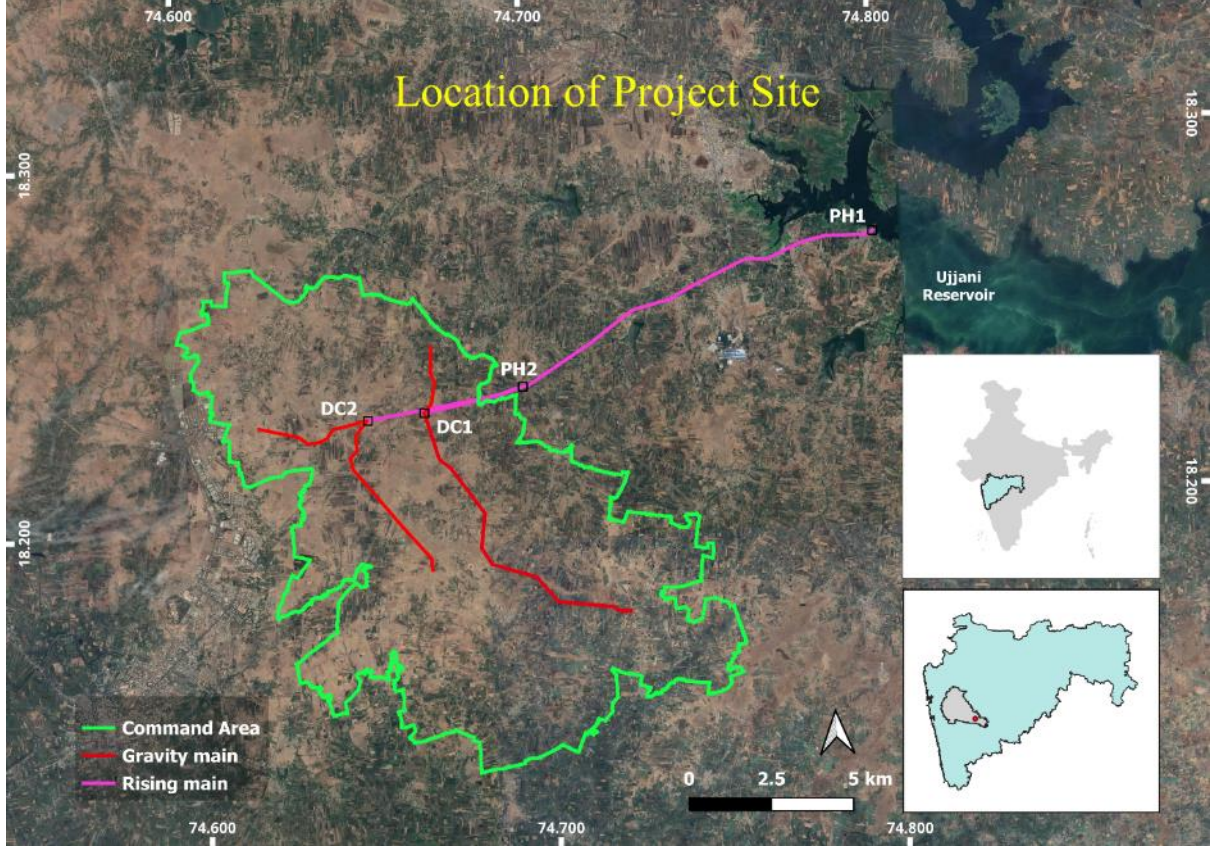 74.600
74.700
74.800
Location of Project Site
18.300
18.300
PH1
Ujjani
Reservoir
PH2
DC2
DC1
18.200
18.200
Command Area
Gravity main
Rising main
0 2.5 5 km
74.600
74.700
74.800